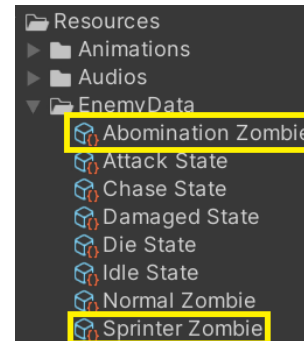 Resources
Animations
Audios
EnemyData
Abomination Zombie
Attack State
Chase State
Damaged State
Die State
Idle State
Normal Zombie
Sprinter Zombie